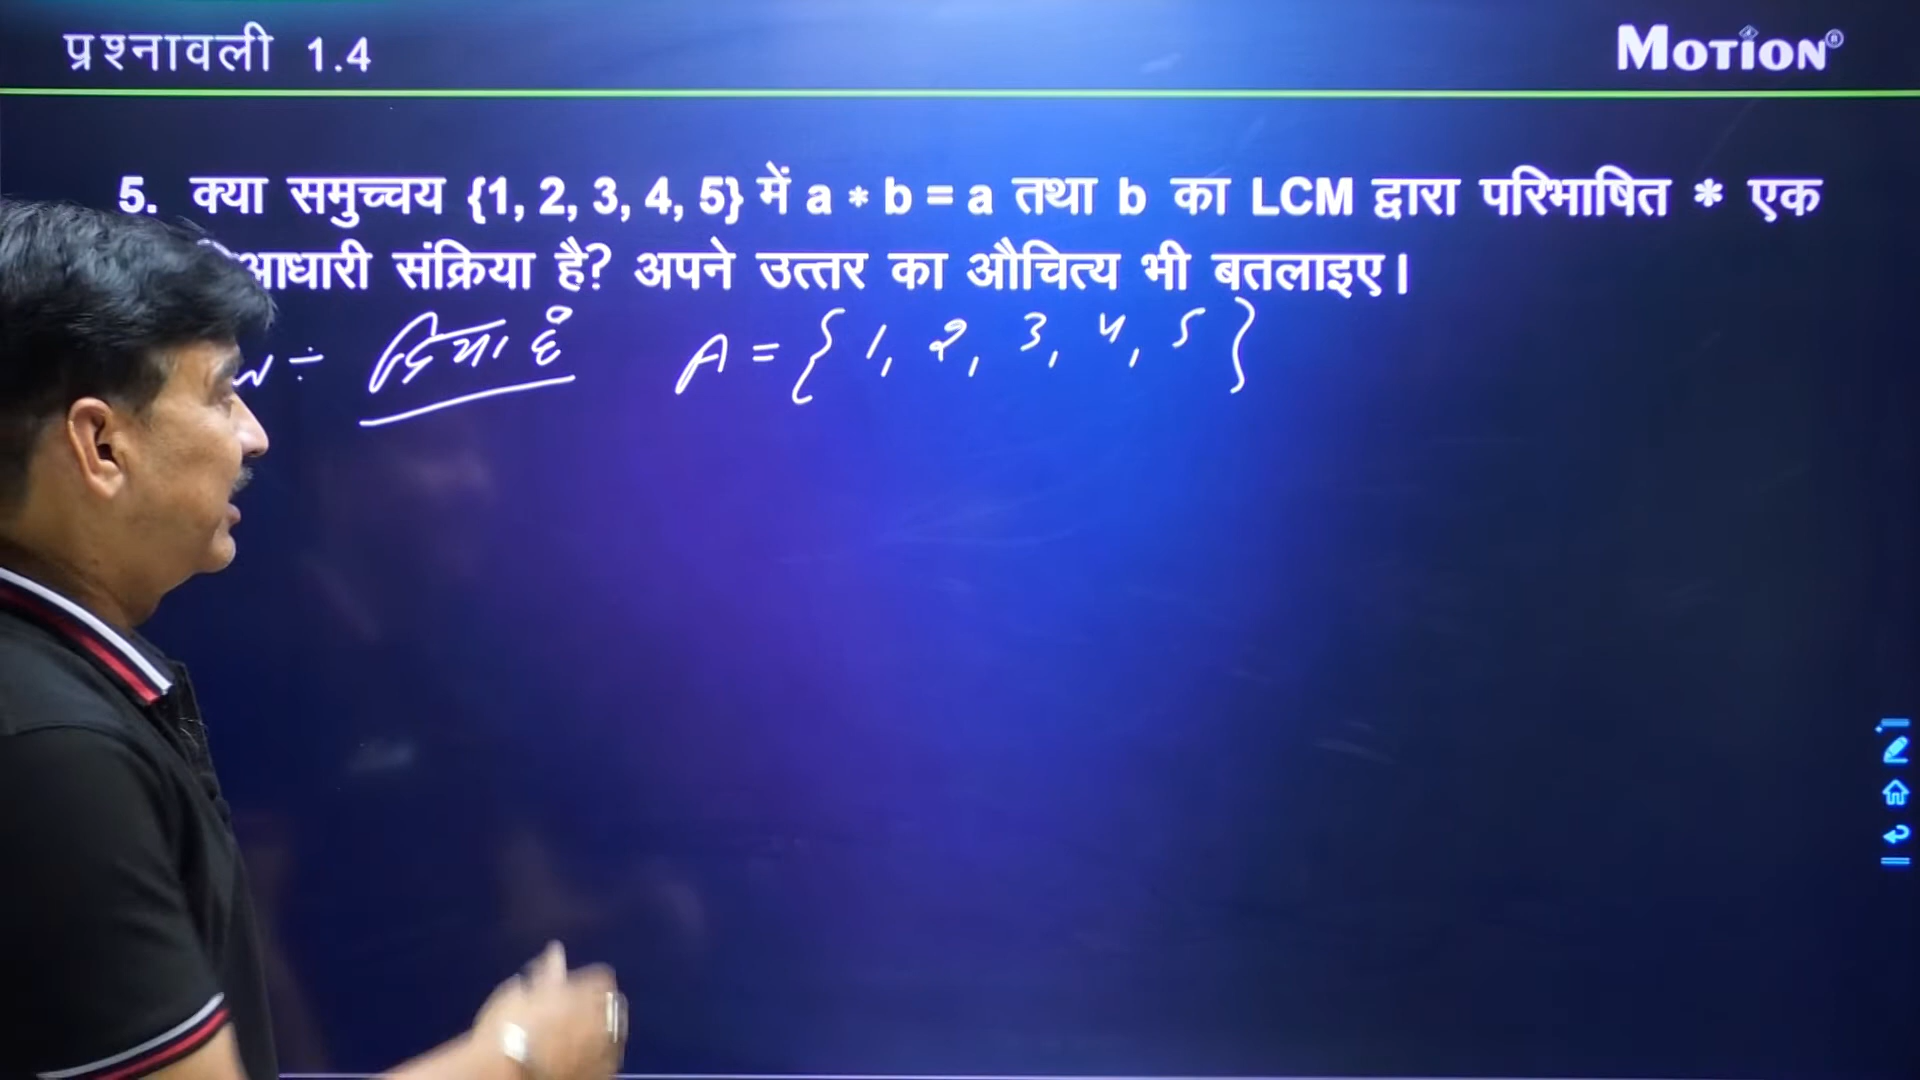 प्रश्नावली 1.4
MOTION®
5. क्या समुच्चय {1, 2, 3, 4, 5} में a * b = a तथा b का LCM द्वारा परिभाषित * एक
आधारी संक्रिया है? अपने उत्तर का औचित्य भी बतलाइए।
दिया है A = { 1, 2, 3, 4, 5 }